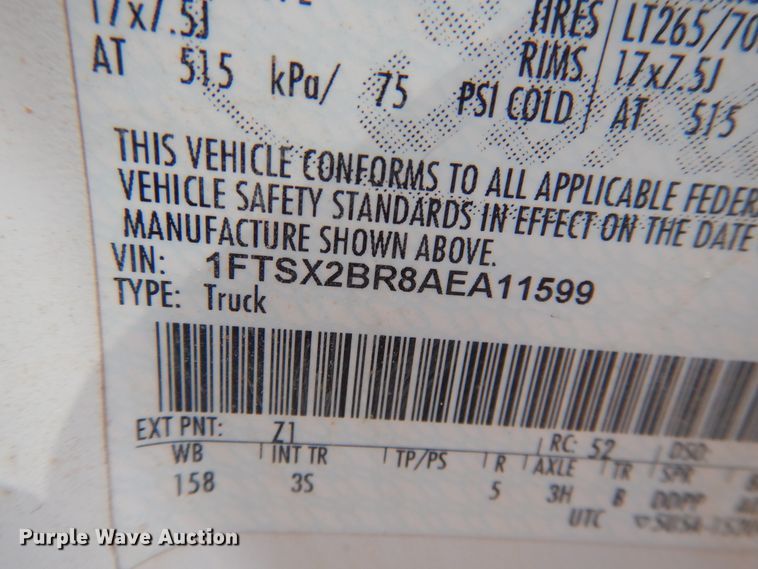 17x7.5J
TIRES LT265/70
RIMS 17x7.5J
AT 515 kPa/ 75 PSI COLD AT 515
THIS VEHICLE CONFORMS TO ALL APPLICABLE FEDER
VEHICLE SAFETY STANDARDS IN EFFECT ON THE DATE
MANUFACTURE SHOWN ABOVE.
VIN: 1FTSX2BR8AEA11599
TYPE: Truck
EXT PNT: Z1 RC: 52 DSO:
WB INT TR TP/PS R AXLE TR SPR
158 3S 5 3H B DDPP
UTC
Purple Wave Auction